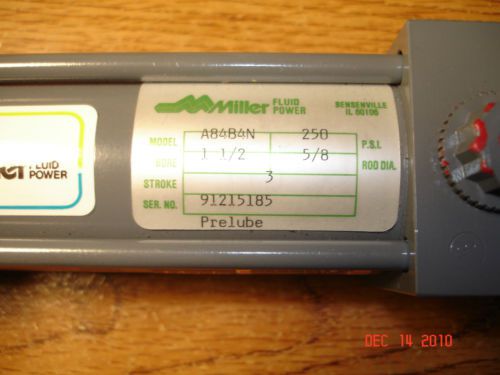 Miller FLUID POWER
BENSENVILLE
IL 60106
MODEL A84B4N 250 P.S.I.
BORE 1 1/2 5/8 ROD DIA.
STROKE 3
SER. NO. 91215185
Prelube
FLUID
POWER
DEC 14 2010